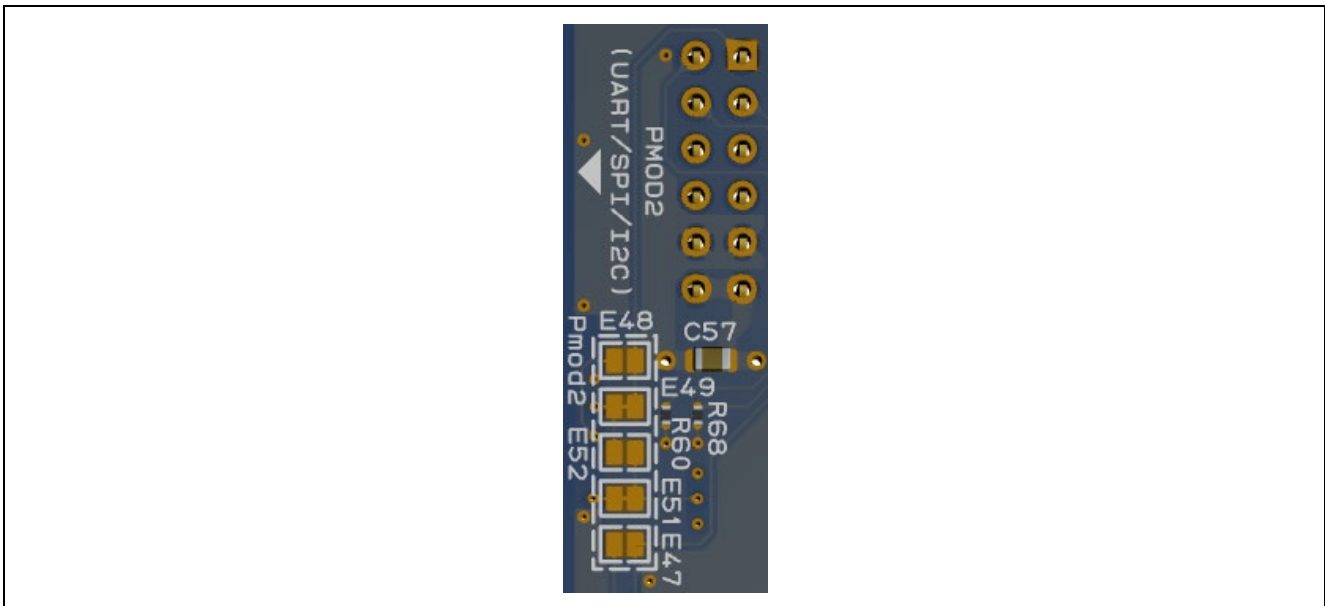 (UART/SPI/I2C)
PMOD2
E48
C57
Pmod2
E49
R68
R60
E52
E51
E47